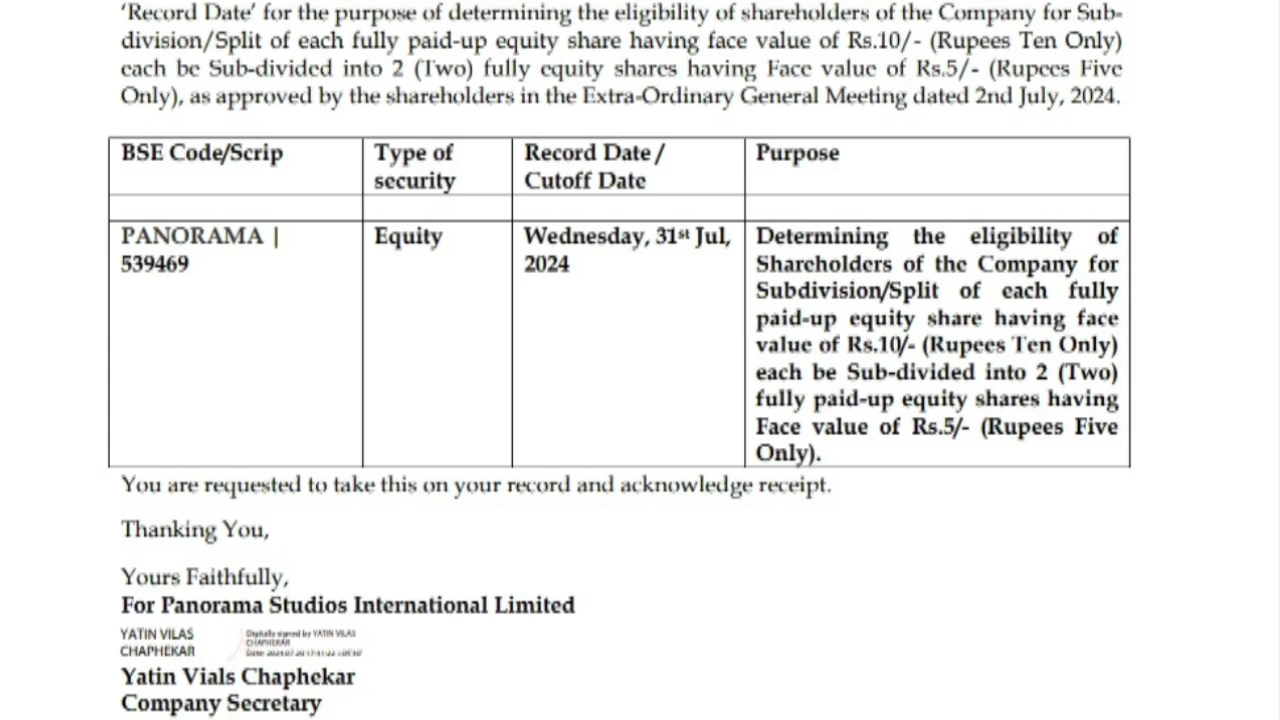 ‘Record Date’ for the purpose of determining the eligibility of shareholders of the Company for Sub-
division/Split of each fully paid-up equity share having face value of Rs.10/- (Rupees Ten Only)
each be Sub-divided into 2 (Two) fully equity shares having Face value of Rs.5/- (Rupees Five
Only), as approved by the shareholders in the Extra-Ordinary General Meeting dated 2nd July, 2024.
BSE Code/Scrip
Type of
security
Record Date /
Cutoff Date
Purpose
PANORAMA |
539469
Equity
Wednesday, 31st Jul,
2024
Determining the eligibility of
Shareholders of the Company for
Subdivision/Split of each fully
paid-up equity share having face
value of Rs.10/- (Rupees Ten Only)
each be Sub-divided into 2 (Two)
fully paid-up equity shares having
Face value of Rs.5/- (Rupees Five
Only).
You are requested to take this on your record and acknowledge receipt.
Thanking You,
Yours Faithfully,
For Panorama Studios International Limited
YATIN VILAS
CHAPHEKAR
Digitally signed by YATIN VILAS
CHAPHEKAR
Date:
Yatin Vials Chaphekar
Company Secretary